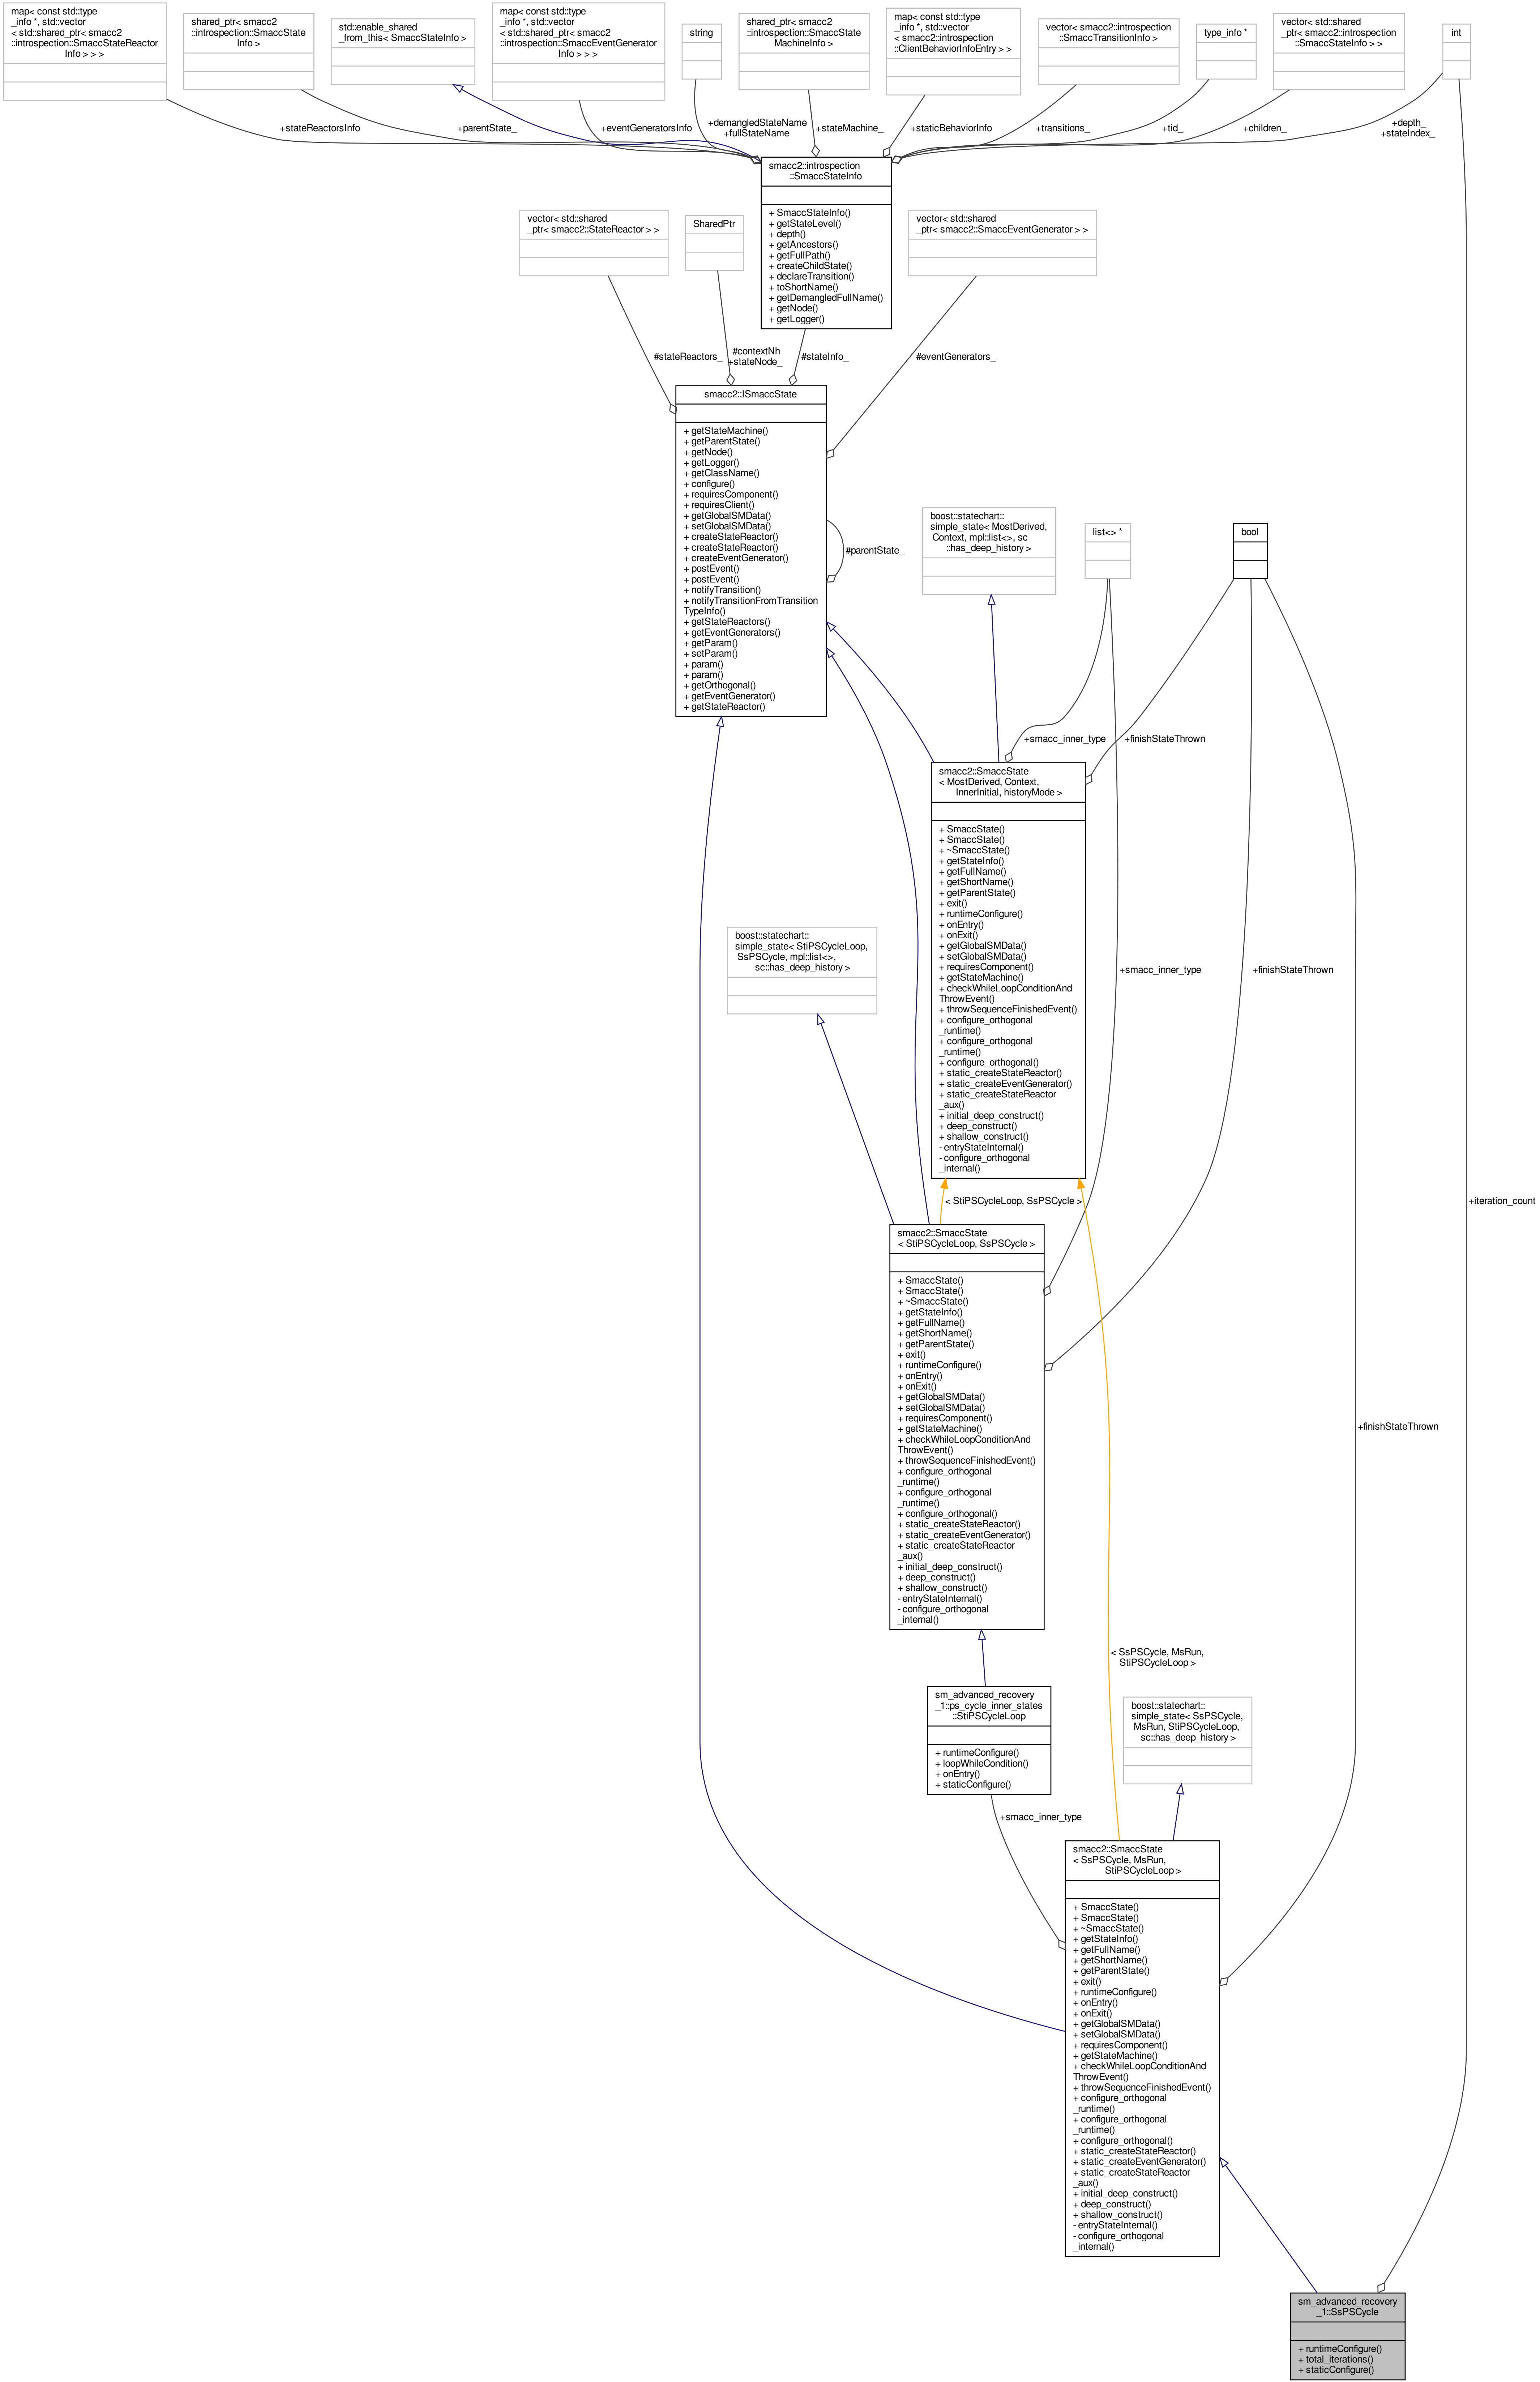 map< const std::type
_info *, std::vector
< std::shared_ptr< smacc2
::introspection::SmaccStateReactor
Info > > >
shared_ptr< smacc2
::introspection::SmaccState
Info >
std::enable_shared
_from_this< SmaccStateInfo >
map< const std::type
_info *, std::vector
< std::shared_ptr< smacc2
::introspection::SmaccEventGenerator
Info > > >
string
shared_ptr< smacc2
::introspection::SmaccState
MachineInfo >
map< const std::type
_info *, std::vector
< smacc2::introspection
::ClientBehaviorInfoEntry > >
vector< smacc2::introspection
::SmaccTransitionInfo >
type_info *
vector< std::shared
_ptr< smacc2::introspection
::SmaccStateInfo > >
int
+stateReactorsInfo
+parentState_
+eventGeneratorsInfo
+demangledStateName
+fullStateName
+stateMachine_
+staticBehaviorInfo
+transitions_
+tid_
+children_
+depth_
+stateIndex_
smacc2::introspection
::SmaccStateInfo
+ SmaccStateInfo()
+ getStateLevel()
+ depth()
+ getAncestors()
+ getFullPath()
+ createChildState()
+ declareTransition()
+ toShortName()
+ getDemangledFullName()
+ getNode()
+ getLogger()
vector< std::shared
_ptr< smacc2::StateReactor > >
SharedPtr
vector< std::shared
_ptr< smacc2::SmaccEventGenerator > >
#stateReactors_
#contextNh
+stateNode_
#stateInfo_
#eventGenerators_
smacc2::ISmaccState
+ getStateMachine()
+ getParentState()
+ getNode()
+ getLogger()
+ getClassName()
+ configure()
+ requiresComponent()
+ requiresClient()
+ getGlobalSMData()
+ setGlobalSMData()
+ createStateReactor()
+ createStateReactor()
+ createEventGenerator()
+ postEvent()
+ postEvent()
+ notifyTransition()
+ notifyTransitionFromTransition
TypeInfo()
+ getStateReactors()
+ getEventGenerators()
+ getParam()
+ setParam()
+ param()
+ param()
+ getOrthogonal()
+ getEventGenerator()
+ getStateReactor()
#parentState_
boost::statechart::
simple_state< MostDerived,
Context, mpl::list<>, sc
::has_deep_history >
list<> *
bool
+smacc_inner_type
+finishStateThrown
smacc2::SmaccState
< MostDerived, Context,
InnerInitial, historyMode >
+ SmaccState()
+ SmaccState()
+ ~SmaccState()
+ getStateInfo()
+ getFullName()
+ getShortName()
+ getParentState()
+ exit()
+ runtimeConfigure()
+ onEntry()
+ onExit()
+ getGlobalSMData()
+ setGlobalSMData()
+ requiresComponent()
+ getStateMachine()
+ checkWhileLoopConditionAnd
ThrowEvent()
+ throwSequenceFinishedEvent()
+ configure_orthogonal
_runtime()
+ configure_orthogonal
_runtime()
+ configure_orthogonal()
+ static_createStateReactor()
+ static_createEventGenerator()
+ static_createStateReactor
_aux()
+ initial_deep_construct()
+ deep_construct()
+ shallow_construct()
- entryStateInternal()
- configure_orthogonal
_internal()
boost::statechart::
simple_state< StiPSCycleLoop,
SsPSCycle, mpl::list<>,
sc::has_deep_history >
+smacc_inner_type
+finishStateThrown
< StiPSCycleLoop, SsPSCycle >
+iteration_count
smacc2::SmaccState
< StiPSCycleLoop, SsPSCycle >
+ SmaccState()
+ SmaccState()
+ ~SmaccState()
+ getStateInfo()
+ getFullName()
+ getShortName()
+ getParentState()
+ exit()
+ runtimeConfigure()
+ onEntry()
+ onExit()
+ getGlobalSMData()
+ setGlobalSMData()
+ requiresComponent()
+ getStateMachine()
+ checkWhileLoopConditionAnd
ThrowEvent()
+ throwSequenceFinishedEvent()
+ configure_orthogonal
_runtime()
+ configure_orthogonal
_runtime()
+ configure_orthogonal()
+ static_createStateReactor()
+ static_createEventGenerator()
+ static_createStateReactor
_aux()
+ initial_deep_construct()
+ deep_construct()
+ shallow_construct()
- entryStateInternal()
- configure_orthogonal
_internal()
+finishStateThrown
< SsPSCycle, MsRun,
StiPSCycleLoop >
sm_advanced_recovery
_1::ps_cycle_inner_states
::StiPSCycleLoop
+ runtimeConfigure()
+ loopWhileCondition()
+ onEntry()
+ staticConfigure()
boost::statechart::
simple_state< SsPSCycle,
MsRun, StiPSCycleLoop,
sc::has_deep_history >
+smacc_inner_type
smacc2::SmaccState
< SsPSCycle, MsRun,
StiPSCycleLoop >
+ SmaccState()
+ SmaccState()
+ ~SmaccState()
+ getStateInfo()
+ getFullName()
+ getShortName()
+ getParentState()
+ exit()
+ runtimeConfigure()
+ onEntry()
+ onExit()
+ getGlobalSMData()
+ setGlobalSMData()
+ requiresComponent()
+ getStateMachine()
+ checkWhileLoopConditionAnd
ThrowEvent()
+ throwSequenceFinishedEvent()
+ configure_orthogonal
_runtime()
+ configure_orthogonal
_runtime()
+ configure_orthogonal()
+ static_createStateReactor()
+ static_createEventGenerator()
+ static_createStateReactor
_aux()
+ initial_deep_construct()
+ deep_construct()
+ shallow_construct()
- entryStateInternal()
- configure_orthogonal
_internal()
sm_advanced_recovery
_1::SsPSCycle
+ runtimeConfigure()
+ total_iterations()
+ staticConfigure()